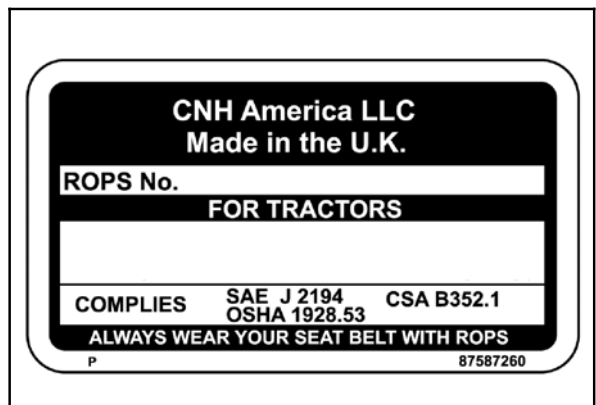 CNH America LLC
Made in the U.K.
ROPS No.
FOR TRACTORS
COMPLIES SAE J 2194 CSA B352.1
OSHA 1928.53
ALWAYS WEAR YOUR SEAT BELT WITH ROPS
P 87587260